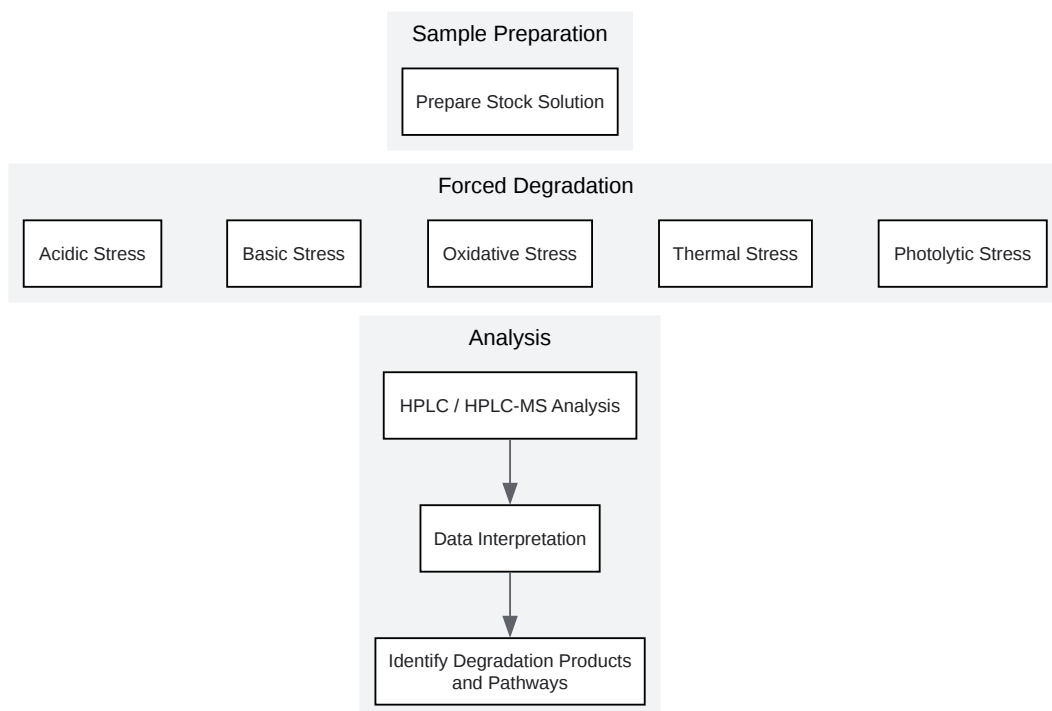 Sample Preparation
Prepare Stock Solution
Forced Degradation
Acidic Stress
Basic Stress
Oxidative Stress
Thermal Stress
Photolytic Stress
Analysis
HPLC / HPLC-MS Analysis
Data Interpretation
Identify Degradation Products
and Pathways